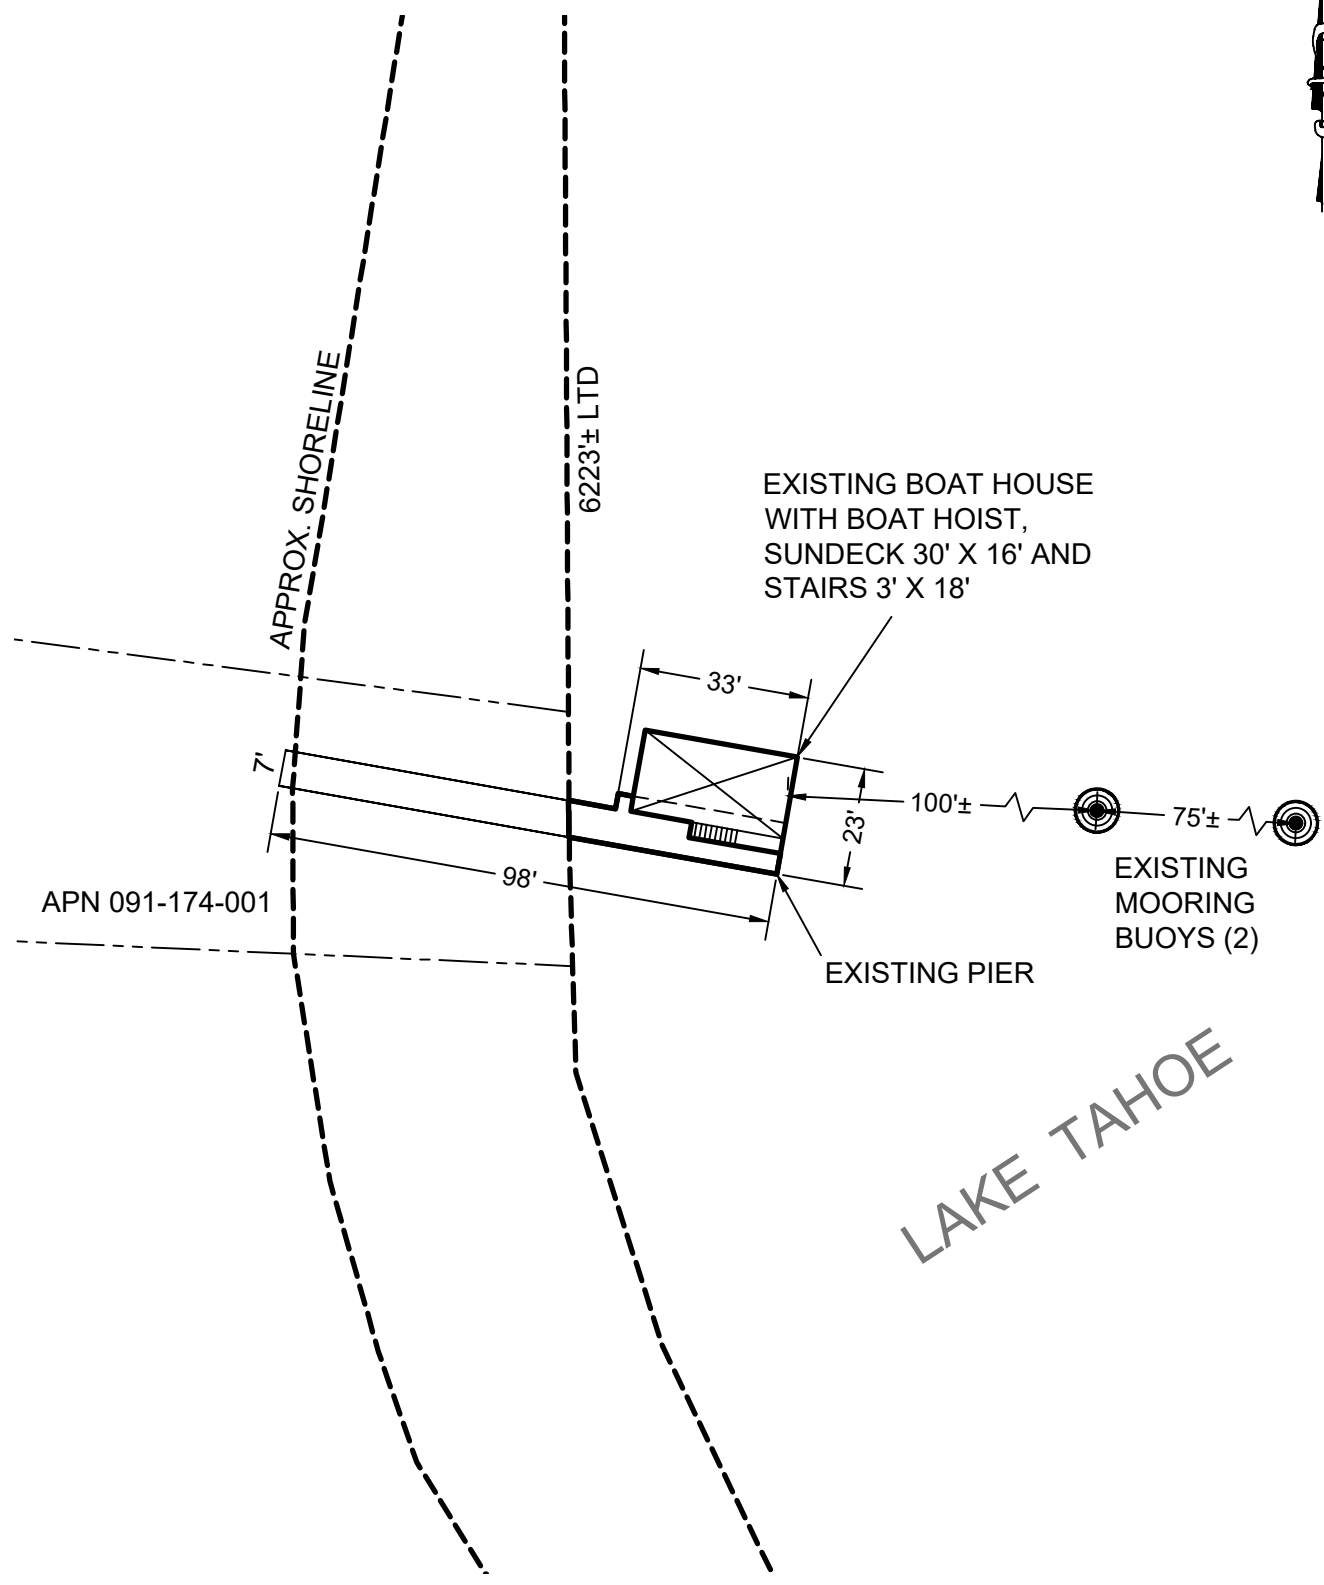 APPROX. SHORELINE
6223'± LTD
EXISTING BOAT HOUSE
WITH BOAT HOIST,
SUNDECK 30' X 16' AND
STAIRS 3' X 18'
33'
7'
100'±
75'±
23'
98'
EXISTING
MOORING
BUOYS (2)
APN 091-174-001
EXISTING PIER
LAKE TAHOE